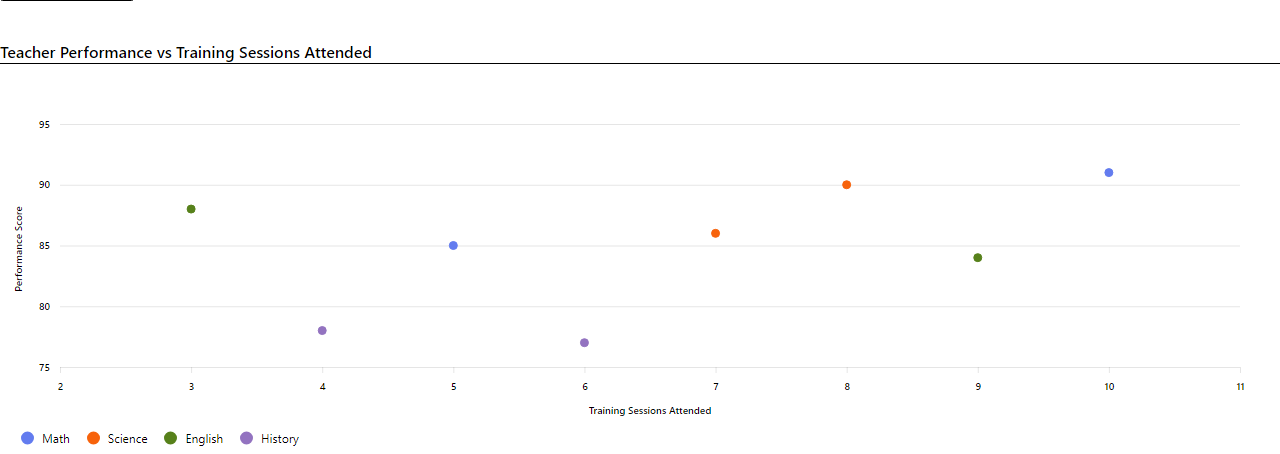 Teacher Performance vs Training Sessions Attended
95
90
85
80
75
Performance Score
2 3 4 5 6 7 8 9 10 11
Training Sessions Attended
Math Science English History